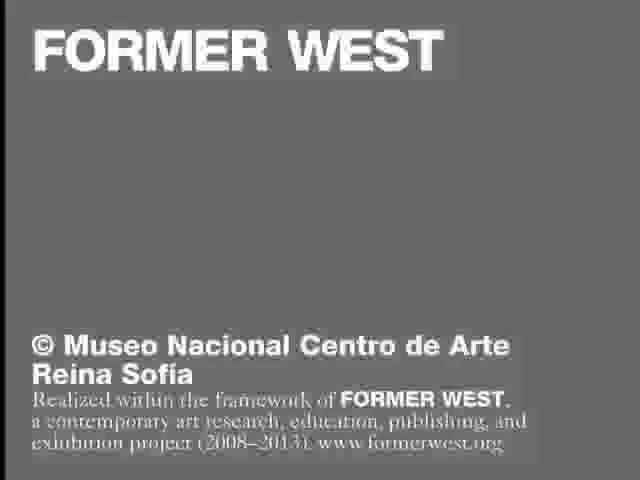 FORMER WEST
© Museo Nacional Centro de Arte
Reina Sofía
Realized within the framework of FORMER WEST,
a contemporary art research, education, publishing, and
exhibition project (2008–2013). www.formerwest.org